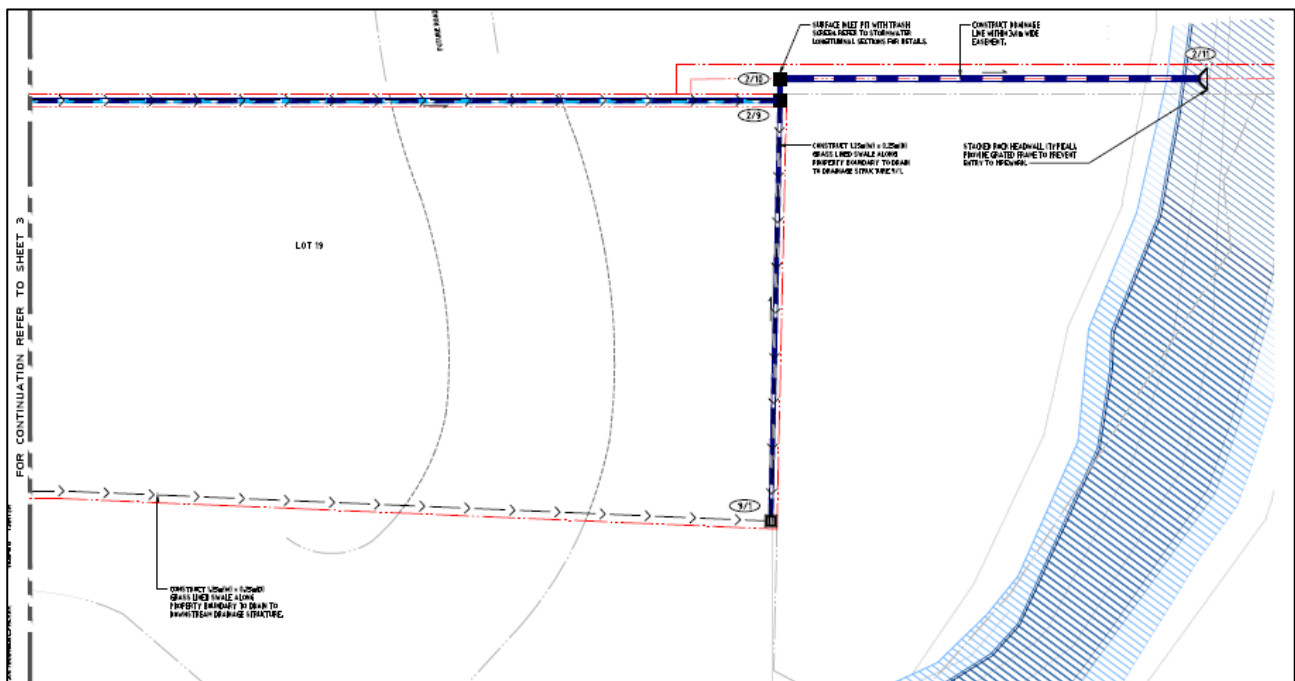 FUTURE ROAD
SURFACE INLET PIT WITH TRASH
SCREEN. REFER TO STORMWATER
LONGITUDINAL SECTIONS FOR DETAILS.
CONSTRUCT DRAINAGE
LINE WITHIN 3.0m WIDE
EASEMENT.
2/11
2/10
2/9
CONSTRUCT 1.25m(W) x 0.25m(D)
GRASS LINED SWALE ALONG
PROPERTY BOUNDARY TO DRAIN
TO DRAINAGE STRUCTURE 9/1.
STACKED ROCK HEADWALL (TYPICAL).
PROVIDE GRATED FRAME TO PREVENT
ENTRY TO PIPEWORK.
LOT 19
FOR CONTINUATION REFER TO SHEET 3
9/1
CONSTRUCT 1.25m(W) x 0.25m(D)
GRASS LINED SWALE ALONG
PROPERTY BOUNDARY TO DRAIN TO
DOWNSTREAM DRAINAGE STRUCTURE.